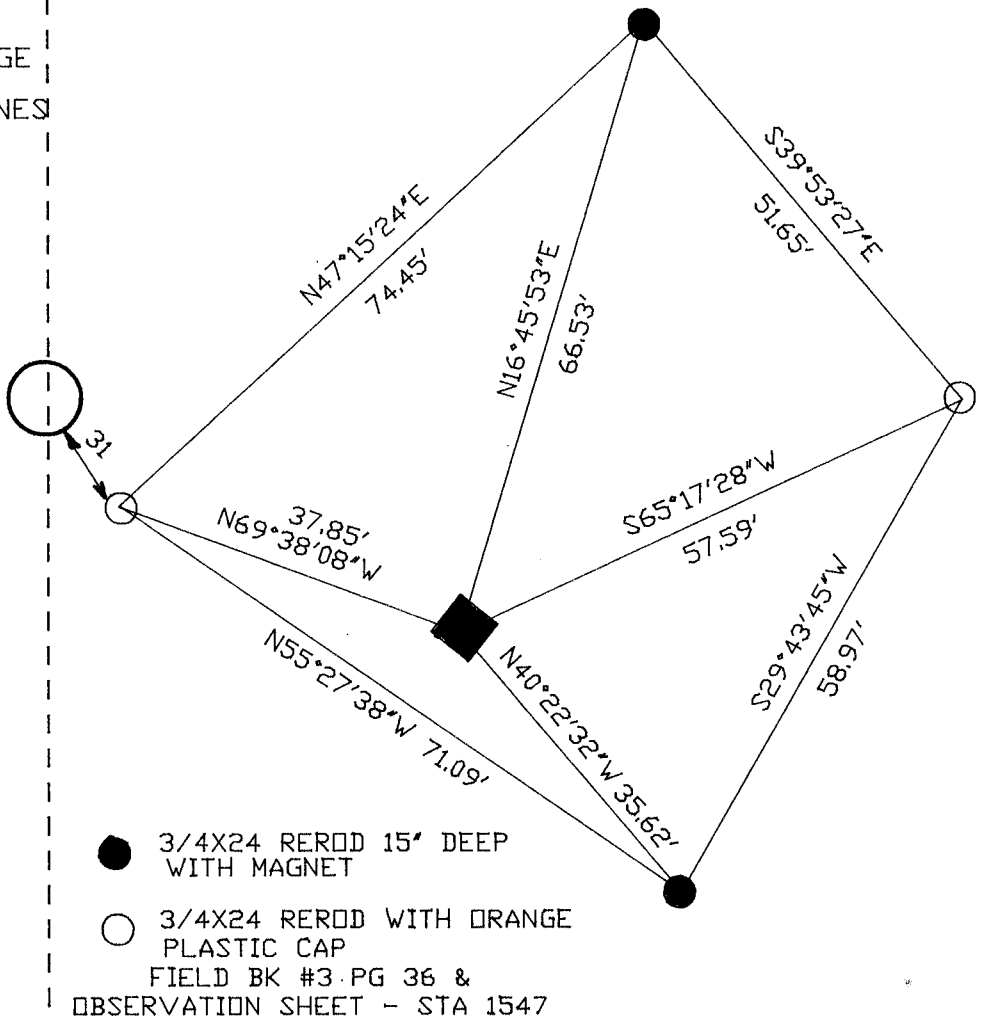 GE
NES
S39°53'27"E
51.65'
N47°15'24"E
74.45'
N16°45'53"E
66.53'
31
S65°17'28"W
57.59'
37.85'
N69°38'08"W
S29°43'45"W
58.97'
N55°27'38"W 71.09'
N40°22'32"W 35.62'
3/4X24 REROD 15" DEEP
WITH MAGNET
3/4X24 REROD WITH ORANGE
PLASTIC CAP
FIELD BK #3 PG 36 &
OBSERVATION SHEET - STA 1547